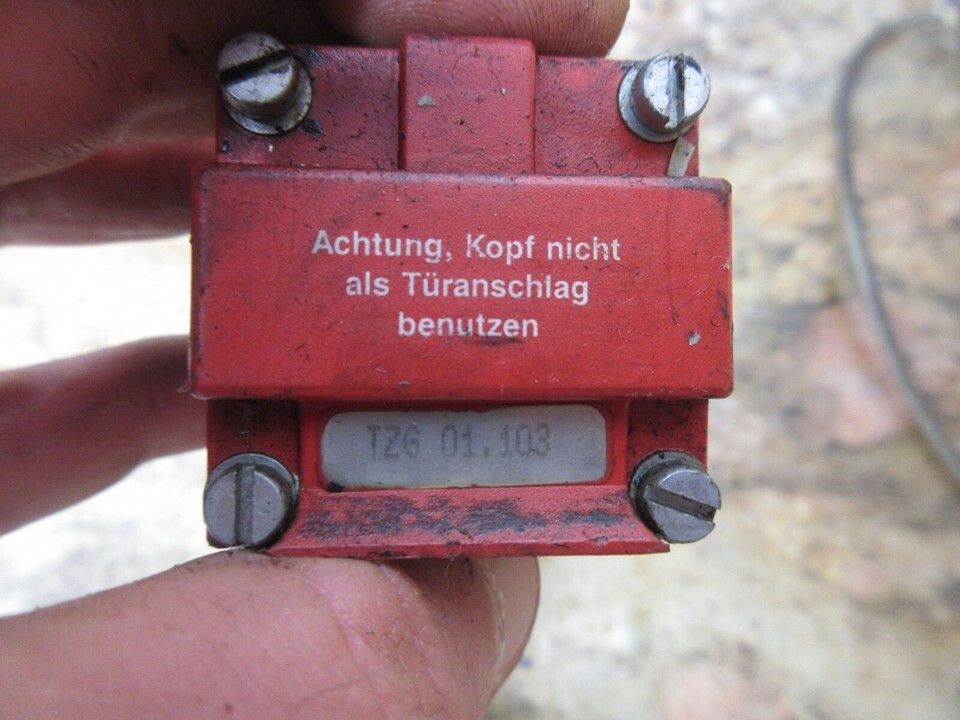 Achtung, Kopf nicht
als Türanschlag
benutzen
TZG 01.103